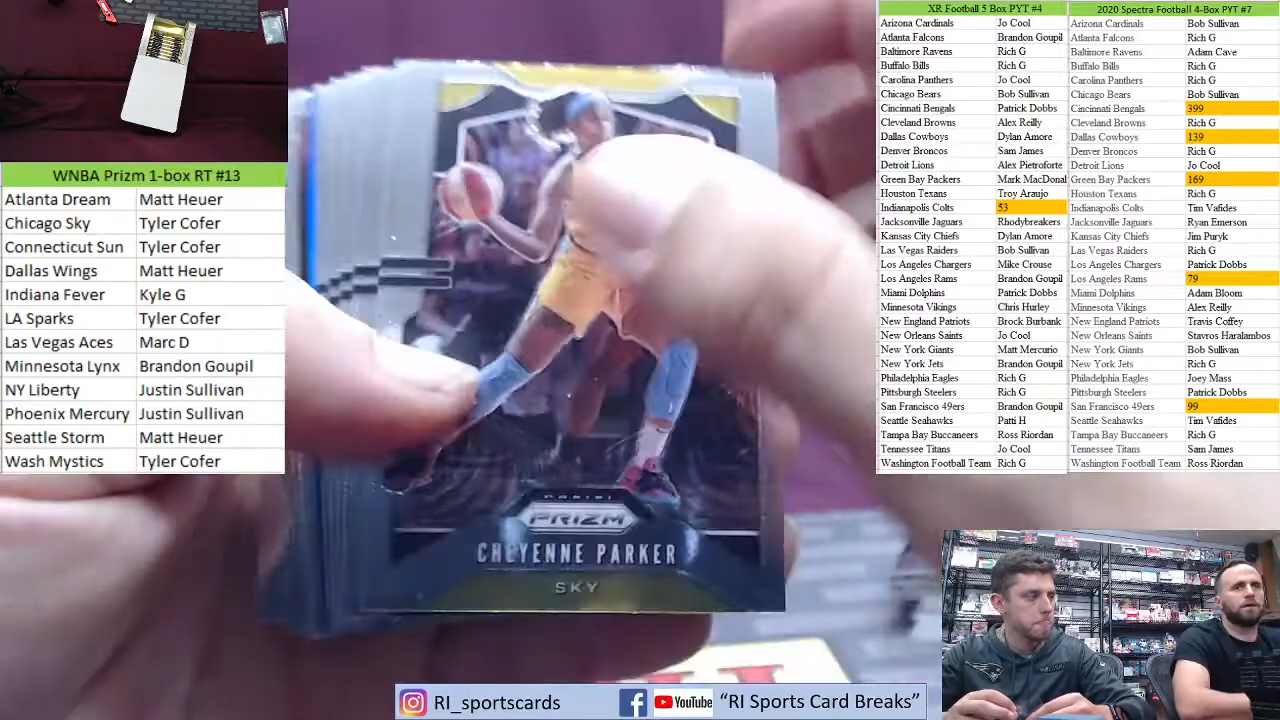 WNBA Prizm 1-box RT #13
Atlanta Dream Matt Heuer
Chicago Sky Tyler Cofer
Connecticut Sun Tyler Cofer
Dallas Wings Matt Heuer
Indiana Fever Kyle G
LA Sparks Tyler Cofer
Las Vegas Aces Marc D
Minnesota Lynx Brandon Goupil
NY Liberty Justin Sullivan
Phoenix Mercury Justin Sullivan
Seattle Storm Matt Heuer
Wash Mystics Tyler Cofer
PANINI
PRIZM
CHEYENNE PARKER
SKY
XR Football 5 Box PYT #4
Arizona Cardinals Jo Cool
Atlanta Falcons Brandon Goupil
Baltimore Ravens Rich G
Buffalo Bills Rich G
Carolina Panthers Jo Cool
Chicago Bears Bob Sullivan
Cincinnati Bengals Patrick Dobbs
Cleveland Browns Alex Reilly
Dallas Cowboys Dylan Amore
Denver Broncos Sam James
Detroit Lions Alex Pietroforte
Green Bay Packers Mark MacDonal
Houston Texans Troy Araujo
Indianapolis Colts 53
Jacksonville Jaguars Rhodybreakers
Kansas City Chiefs Dylan Amore
Las Vegas Raiders Bob Sullivan
Los Angeles Chargers Mike Crouse
Los Angeles Rams Brandon Goupil
Miami Dolphins Patrick Dobbs
Minnesota Vikings Chris Hurley
New England Patriots Brock Burbank
New Orleans Saints Jo Cool
New York Giants Matt Mercurio
New York Jets Brandon Goupil
Philadelphia Eagles Rich G
Pittsburgh Steelers Rich G
San Francisco 49ers Brandon Goupil
Seattle Seahawks Patti H
Tampa Bay Buccaneers Ross Riordan
Tennessee Titans Jo Cool
Washington Football Team Rich G
2020 Spectra Football 4-Box PYT #7
Arizona Cardinals Bob Sullivan
Atlanta Falcons Rich G
Baltimore Ravens Adam Cave
Buffalo Bills Rich G
Carolina Panthers Rich G
Chicago Bears Bob Sullivan
Cincinnati Bengals 399
Cleveland Browns Rich G
Dallas Cowboys 139
Denver Broncos Rich G
Detroit Lions Jo Cool
Green Bay Packers 169
Houston Texans Rich G
Indianapolis Colts Tim Vafides
Jacksonville Jaguars Ryan Emerson
Kansas City Chiefs Jim Puryk
Las Vegas Raiders Rich G
Los Angeles Chargers Patrick Dobbs
Los Angeles Rams 79
Miami Dolphins Adam Bloom
Minnesota Vikings Alex Reilly
New England Patriots Travis Coffey
New Orleans Saints Stavros Haralambos
New York Giants Bob Sullivan
New York Jets Rich G
Philadelphia Eagles Joey Mass
Pittsburgh Steelers Patrick Dobbs
San Francisco 49ers 99
Seattle Seahawks Tim Vafides
Tampa Bay Buccaneers Rich G
Tennessee Titans Sam James
Washington Football Team Ross Riordan
RI_sportscards
YouTube
“RI Sports Card Breaks”